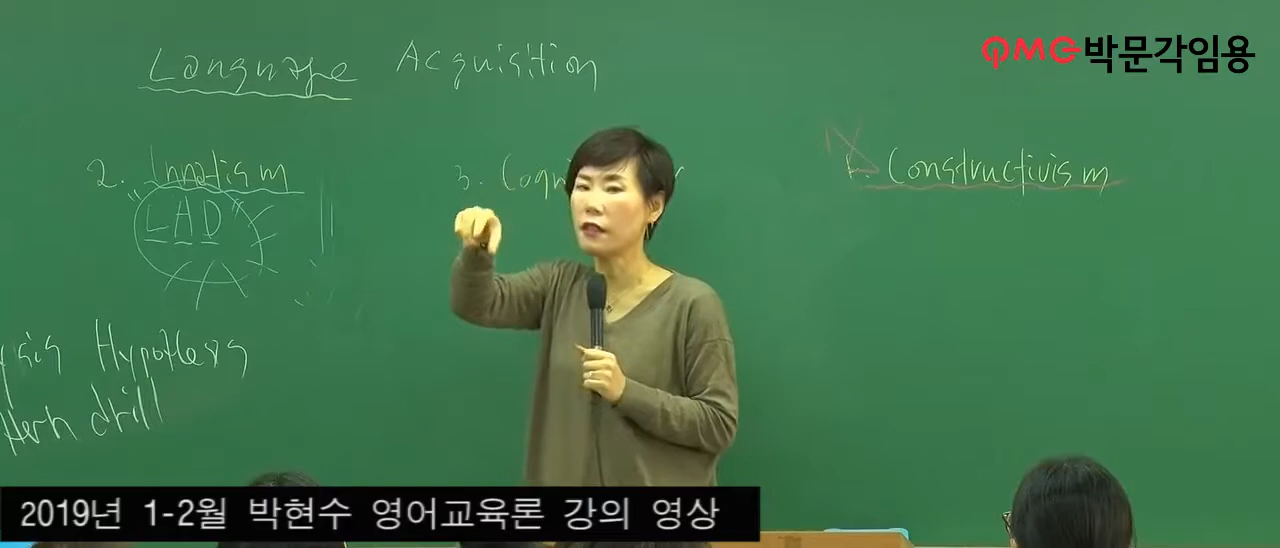 PMG박문각임용
Language Acquisition
2. Innatism
3.
Constructivism
LAD
Hypothesis
drill
2019년 1-2월 박현수 영어교육론 강의 영상